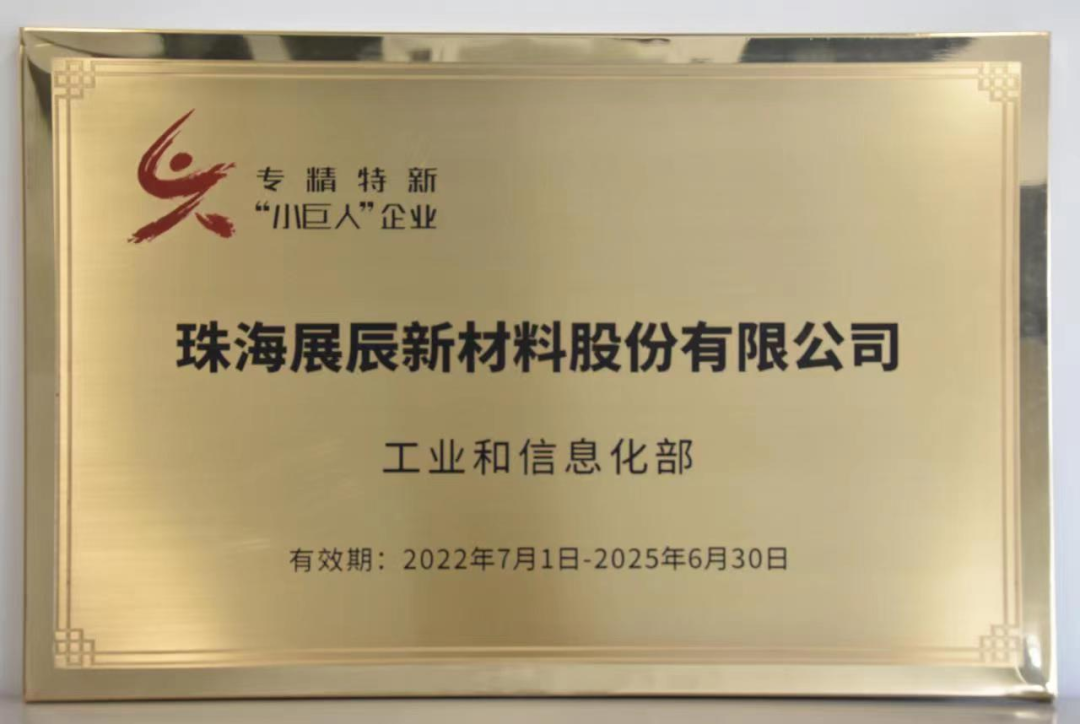 专精特新
“小巨人”企业
珠海展辰新材料股份有限公司
工业和信息化部
有效期：2022年7月1日-2025年6月30日